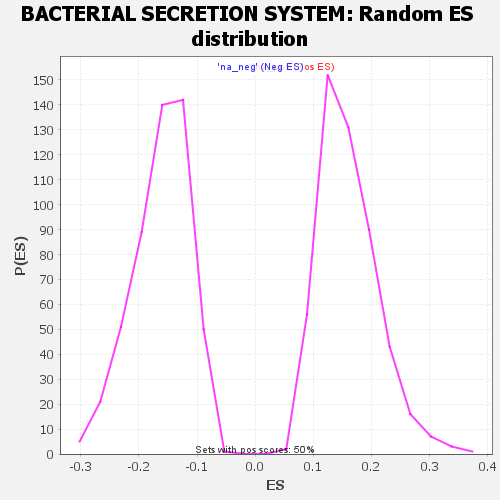 BACTERIAL SECRETION SYSTEM: Random ES
distribution
'na_neg' (Neg ES)os ES)
150
140
130
120
110
100
90
80
70
60
50
40
30
20
10
0
P(ES)
Sets with pos scores: 50%
-0.3 -0.2 -0.1 0.0 0.1 0.2 0.3 0.4
ES